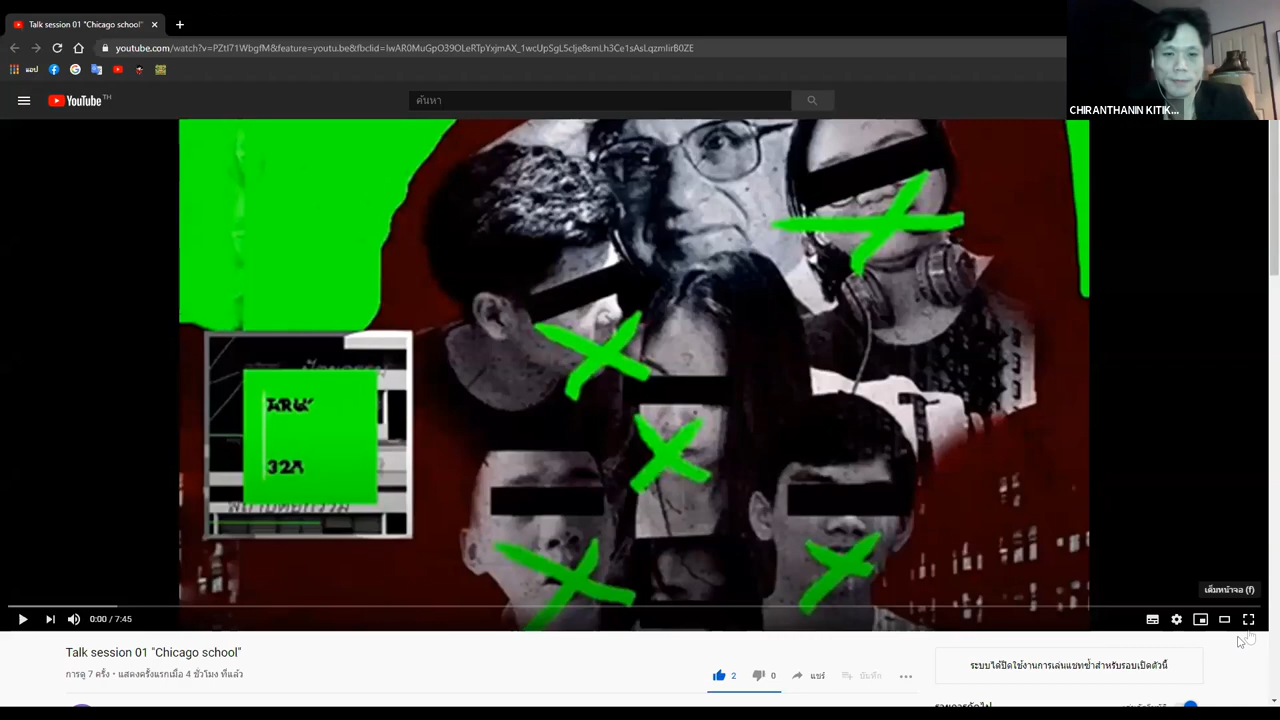 Talk session 01 "Chicago school"
youtube.com/watch?v=PZtf71WbgfM&feature=youtu.be&fbclid=IwAR0MuGpO39OLeRTpYxjmAX_1wcUpSgL5clje8smLh3Ce1sAsLqzmIirB0ZE
แอป
CHIRANTHANIN KITIK...
YouTube TH
ค้นหา
32A
เต็มหน้าจอ (f)
0:00 / 7:45
Talk session 01 "Chicago school"
การดู 7 ครั้ง • แสดงครั้งแรกเมื่อ 4 ชั่วโมง ที่แล้ว
2
0
แชร์
บันทึก
ระบบได้ปิดใช้งานการเล่นแชทซ้ำสำหรับรอบเปิดตัวนี้